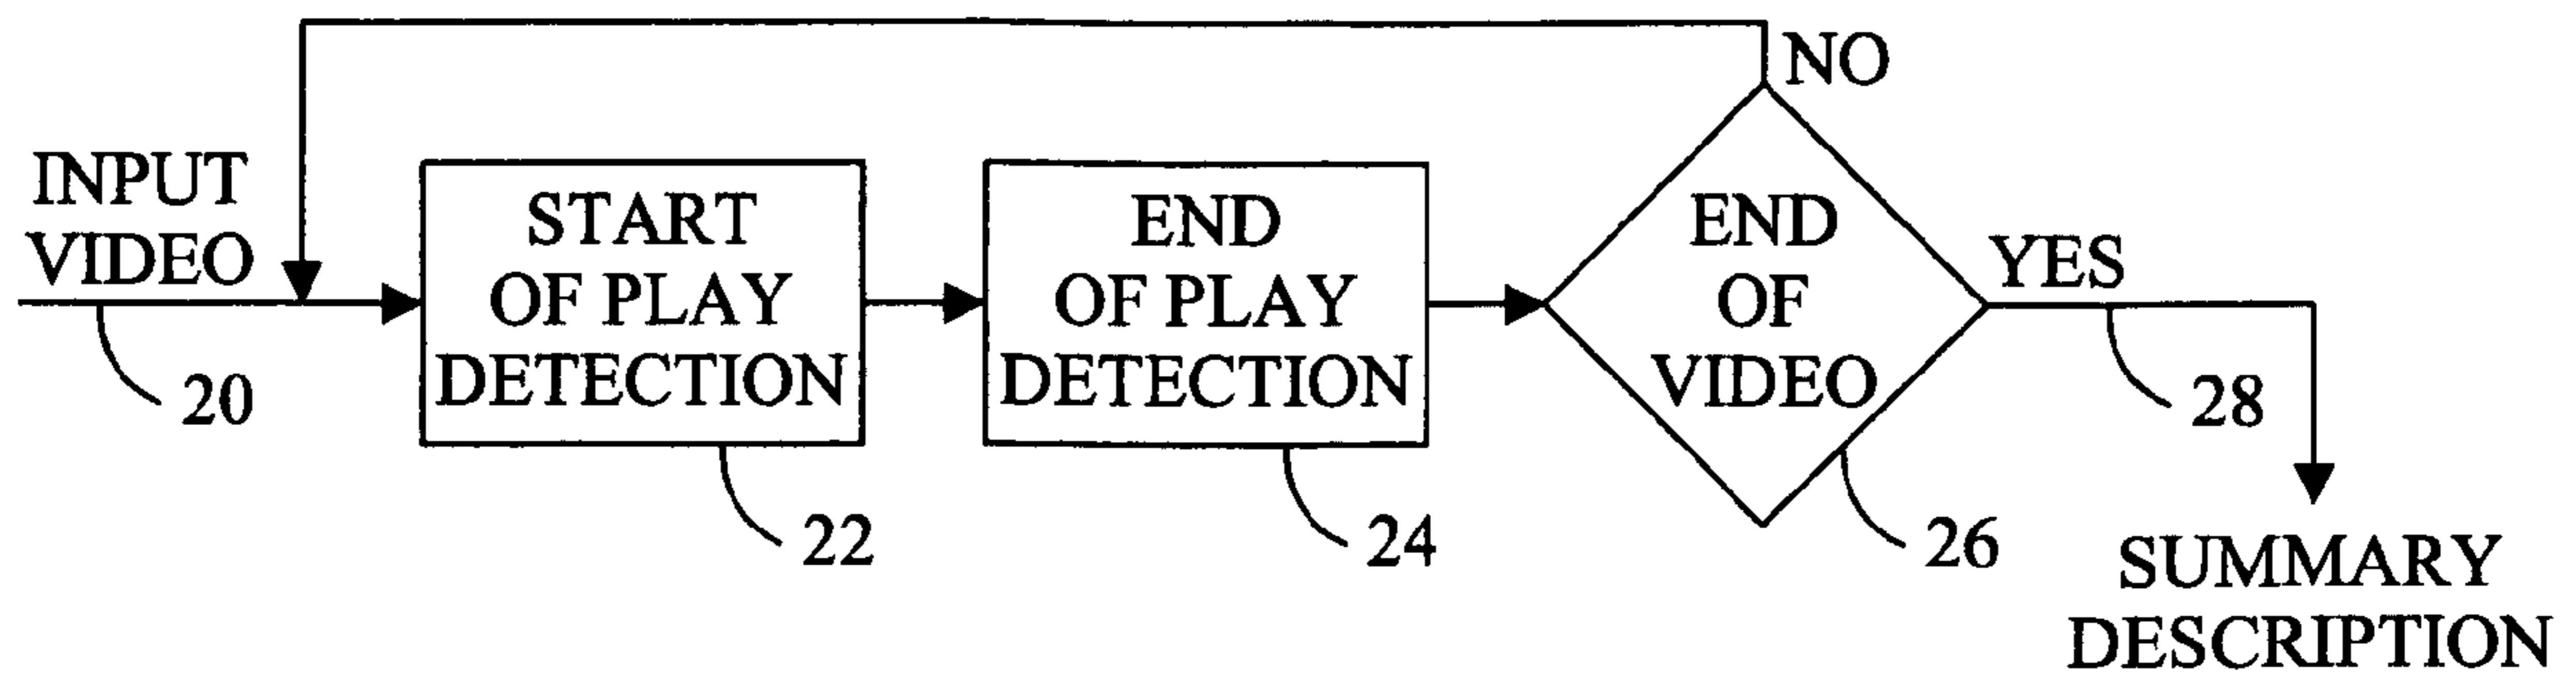 INPUT
VIDEO
20
START
OF PLAY
DETECTION
22
END
OF PLAY
DETECTION
24
END
OF
VIDEO
26
NO
YES
28
SUMMARY
DESCRIPTION